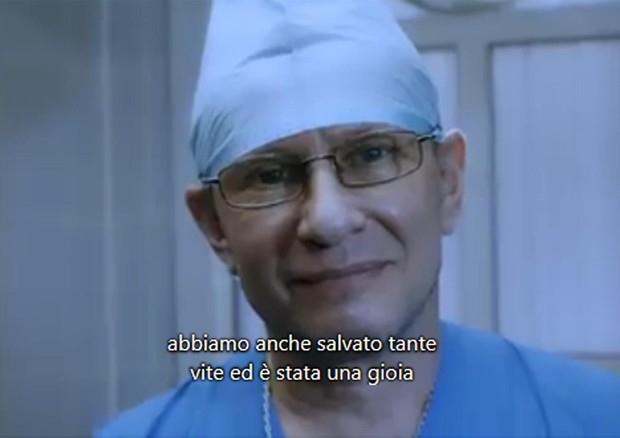 abbiamo anche salvato tante
vite ed è stata una gioia